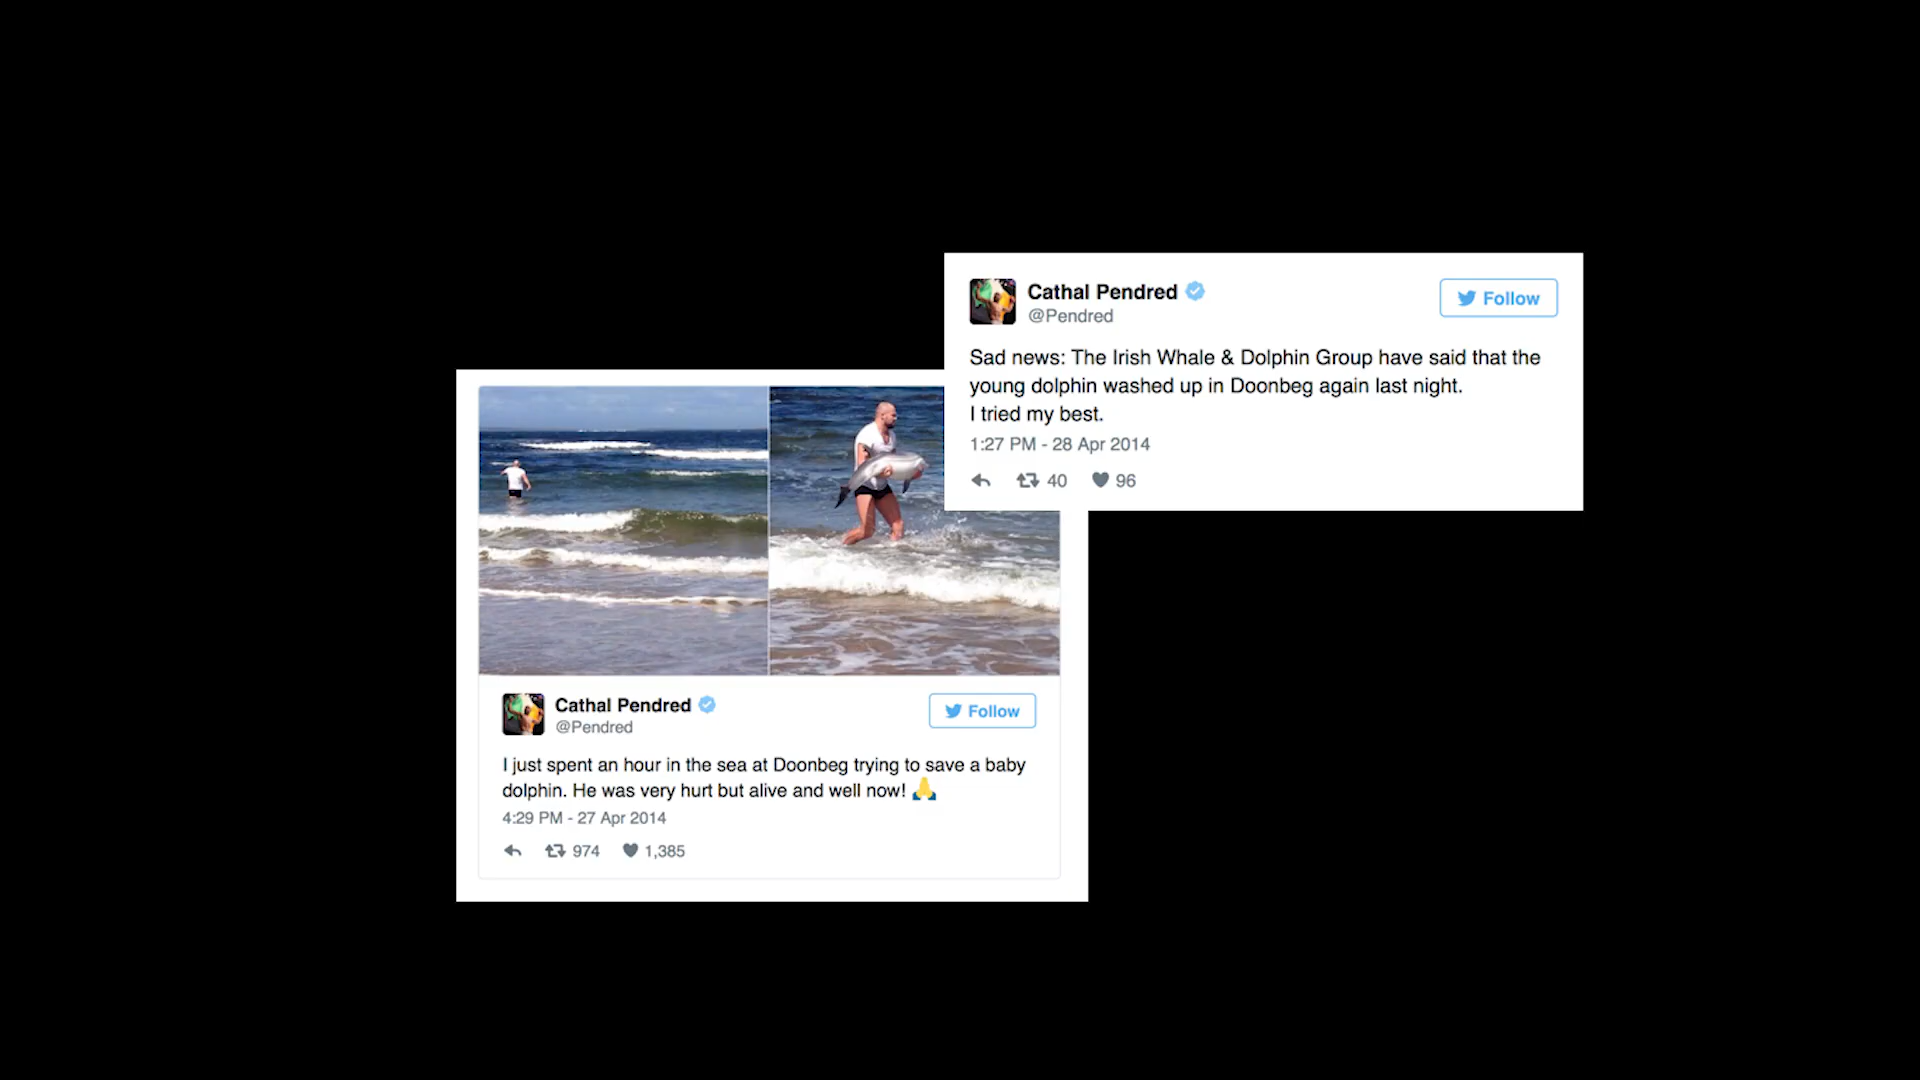 Cathal Pendred
@Pendred
Follow
Sad news: The Irish Whale & Dolphin Group have said that the
young dolphin washed up in Doonbeg again last night.
I tried my best.
1:27 PM - 28 Apr 2014
40 96
Cathal Pendred
@Pendred
Follow
I just spent an hour in the sea at Doonbeg trying to save a baby
dolphin. He was very hurt but alive and well now! 🙏
4:29 PM - 27 Apr 2014
974 1,385